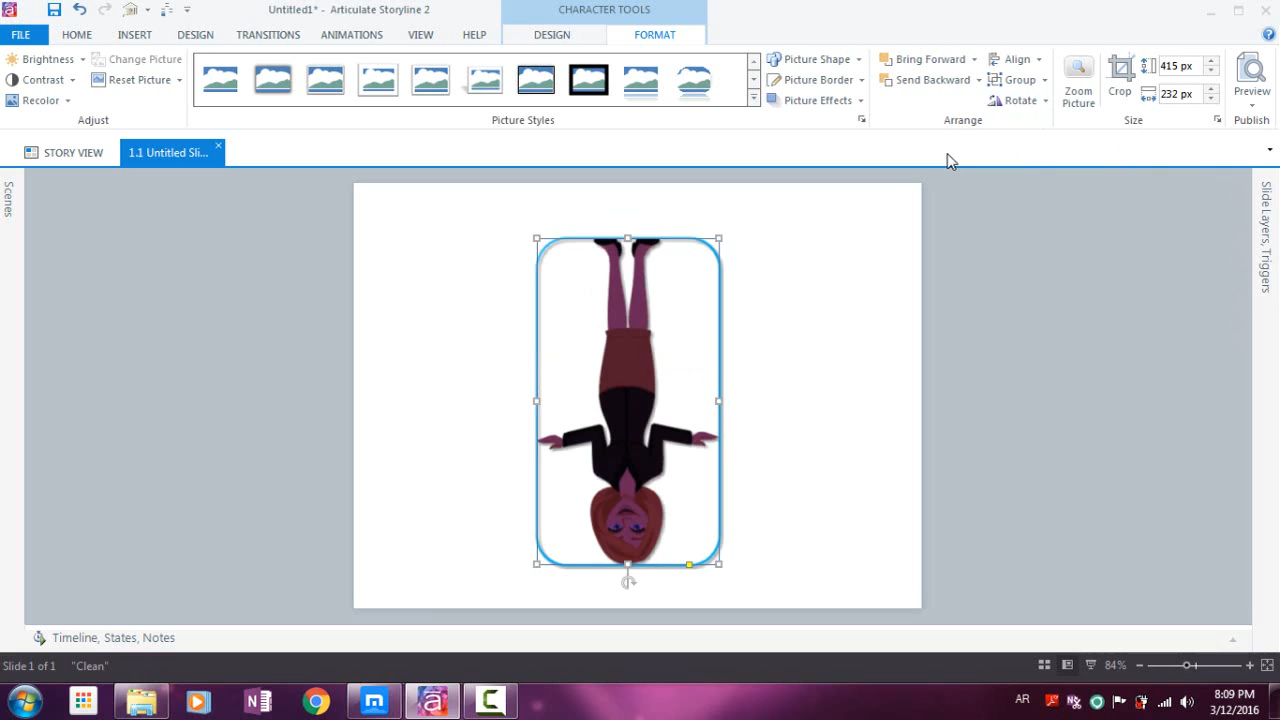 Untitled1* - Articulate Storyline 2
CHARACTER TOOLS
FILE HOME INSERT DESIGN TRANSITIONS ANIMATIONS VIEW HELP DESIGN FORMAT
Brightness Change Picture
Contrast Reset Picture
Recolor
Adjust
Picture Styles
Picture Shape
Picture Border
Picture Effects
Bring Forward Align
Send Backward Group
Rotate
Arrange
Zoom Picture
Crop
415 px
232 px
Size
Preview
Publish
STORY VIEW
1.1 Untitled Sli...
Scenes
Slide Layers, Triggers
Timeline, States, Notes
Slide 1 of 1 "Clean"
84%
AR
8:09 PM
3/12/2016